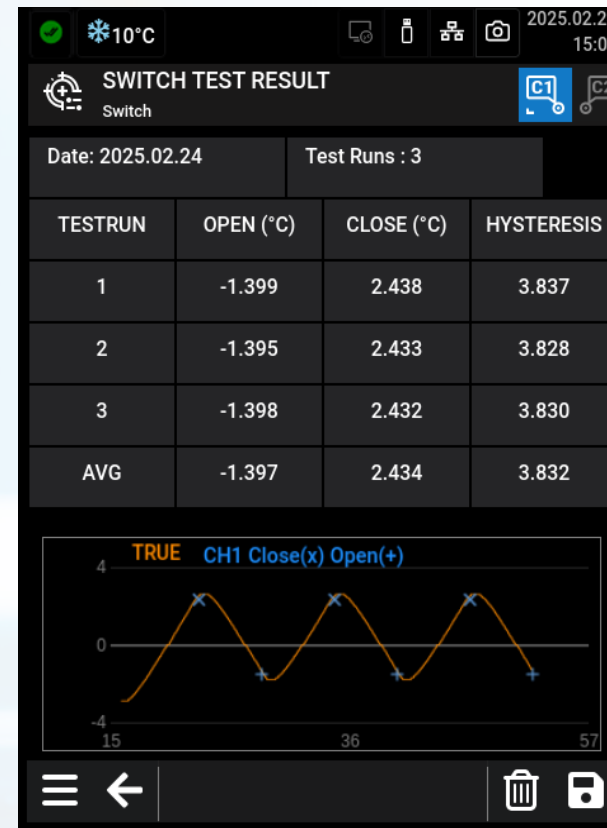 10°C
2025.02.2
15:0
SWITCH TEST RESULT
Switch
C1
Date: 2025.02.24
Test Runs : 3
TESTRUN OPEN (°C) CLOSE (°C) HYSTERESIS
1 -1.399 2.438 3.837
2 -1.395 2.433 3.828
3 -1.398 2.432 3.830
AVG -1.397 2.434 3.832
TRUE CH1 Close(x) Open(+)
4
0
-4
15 36 57